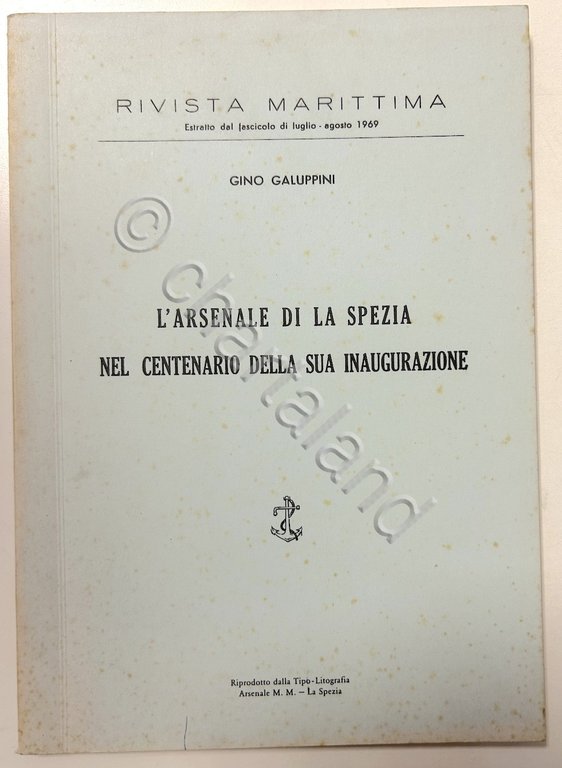 RIVISTA MARITTIMA
Estratto dal fascicolo di luglio - agosto 1969
GINO GALUPPINI
L'ARSENALE DI LA SPEZIA
NEL CENTENARIO DELLA SUA INAUGURAZIONE
© chartaland
Riprodotto dalla Tipo-Litografia
Arsenale M. M. – La Spezia